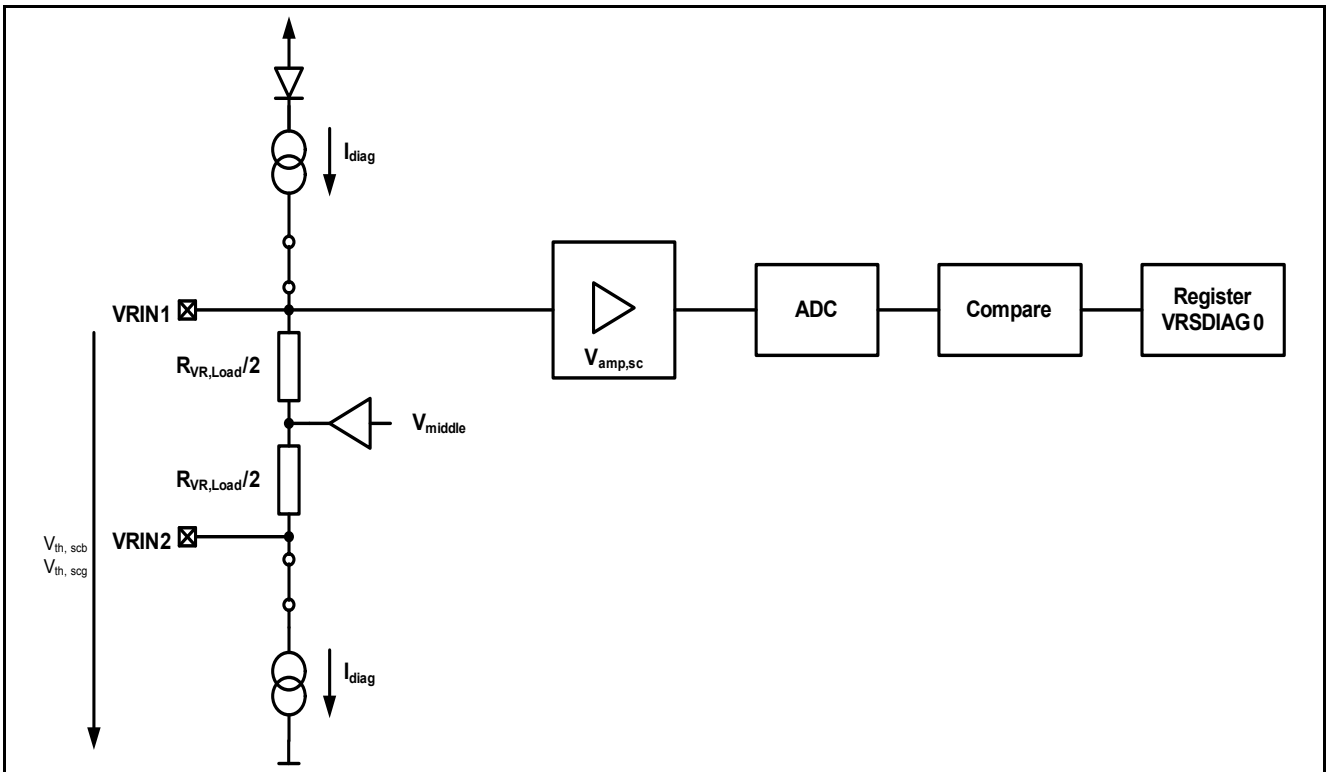 I_diag
VRIN1
V_amp,sc
ADC
Compare
Register
VRSDIAG 0
R_VR,Load/2
V_middle
R_VR,Load/2
VRIN2
V_th, scb
V_th, scg
I_diag